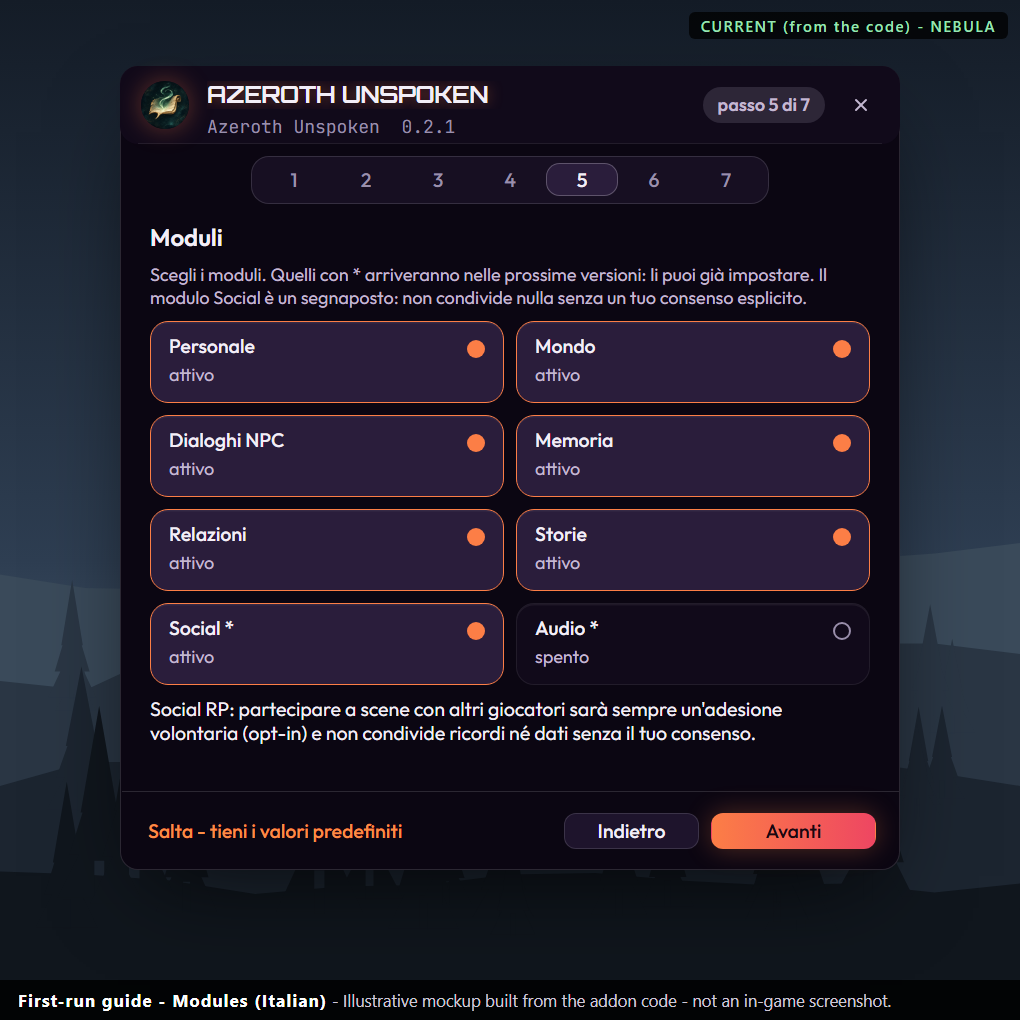 CURRENT (from the code) - NEBULA
AZEROTH UNSPOKEN
Azeroth Unspoken 0.2.1
passo 5 di 7
1 2 3 4 5 6 7
Moduli
Scegli i moduli. Quelli con * arriveranno nelle prossime versioni: li puoi già impostare. Il
modulo Social è un segnaposto: non condivide nulla senza un tuo consenso esplicito.
Personale
attivo
Mondo
attivo
Dialoghi NPC
attivo
Memoria
attivo
Relazioni
attivo
Storie
attivo
Social *
attivo
Audio *
spento
Social RP: partecipare a scene con altri giocatori sarà sempre un'adesione
volontaria (opt-in) e non condivide ricordi né dati senza il tuo consenso.
Salta - tieni i valori predefiniti
Indietro
Avanti
First-run guide - Modules (Italian) - Illustrative mockup built from the addon code - not an in-game screenshot.